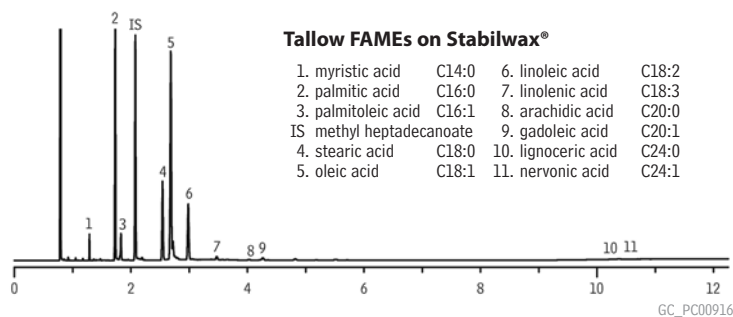 2 IS
5
Tallow FAMEs on Stabilwax®
1. myristic acid C14:0 6. linoleic acid C18:2
2. palmitic acid C16:0 7. linolenic acid C18:3
3. palmitoleic acid C16:1 8. arachidic acid C20:0
IS methyl heptadecanoate 9. gadoleic acid C20:1
4. stearic acid C18:0 10. lignoceric acid C24:0
5. oleic acid C18:1 11. nervonic acid C24:1
4
6
1 3
7 8 9 10 11
0 2 4 6 8 10 12
GC_PC00916